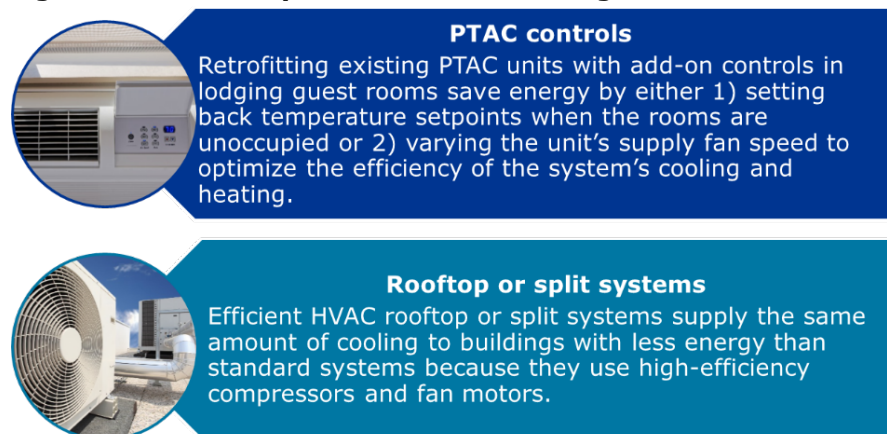 PTAC controls
Retrofitting existing PTAC units with add-on controls in
lodging guest rooms save energy by either 1) setting
back temperature setpoints when the rooms are
unoccupied or 2) varying the unit's supply fan speed to
optimize the efficiency of the system's cooling and
heating.
Rooftop or split systems
Efficient HVAC rooftop or split systems supply the same
amount of cooling to buildings with less energy than
standard systems because they use high-efficiency
compressors and fan motors.